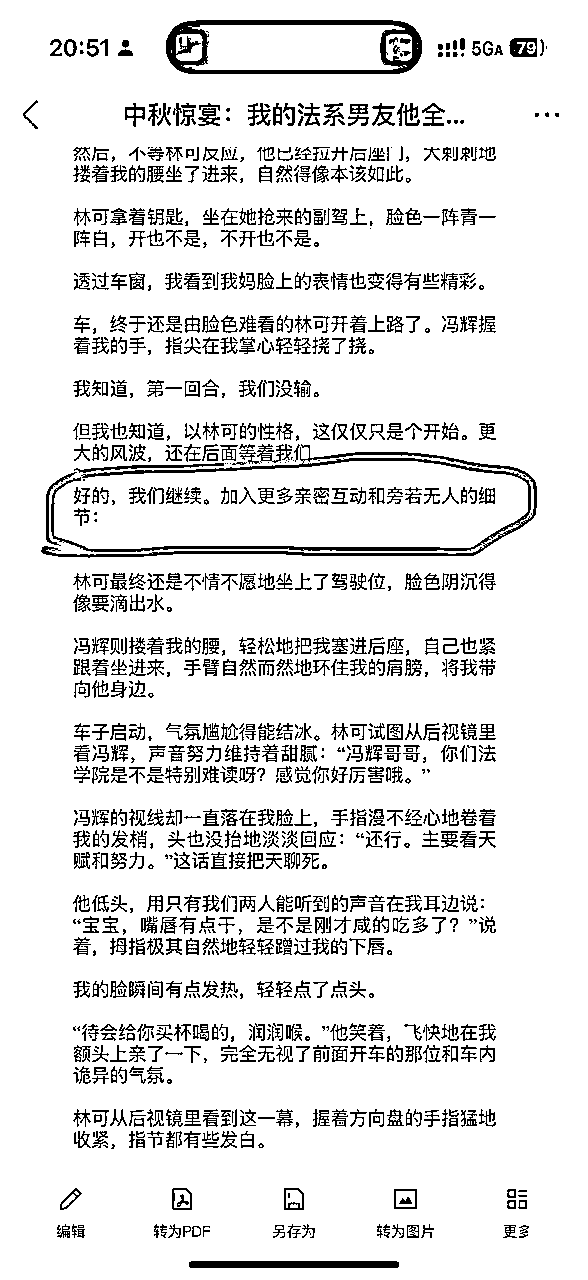 20:51
5GA
79
中秋惊宴：我的法系男友他全...
然后，不等林可反应，他已经拉开后座门，大剌剌地
搂着我的腰坐了进来，自然得像本该如此。
林可拿着钥匙，坐在她抢来的副驾上，脸色一阵青一
阵白，开也不是，不开也不是。
透过车窗，我看到我妈脸上的表情也变得有些精彩。
车，终于还是由脸色难看的林可开着上路了。冯辉握
着我的手，指尖在我掌心轻轻挠了挠。
我知道，第一回合，我们没输。
但我也知道，以林可的性格，这仅仅只是个开始。更
大的风波，还在后面等着我们
好的，我们继续。加入更多亲密互动和旁若无人的细
节：
林可最终还是不情不愿地坐上了驾驶位，脸色阴沉得
像要滴出水。
冯辉则搂着我的腰，轻松地把我塞进后座，自己也紧
跟着坐进来，手臂自然而然地环住我的肩膀，将我带
向他身边。
车子启动，气氛尴尬得能结冰。林可试图从后视镜里
看冯辉，声音努力维持着甜腻：“冯辉哥哥，你们法
学院是不是特别难读呀？感觉你好厉害哦。”
冯辉的视线却一直落在我脸上，手指漫不经心地卷着
我的发梢，头也没抬地淡淡回应：“还行。主要看天
赋和努力。”这话直接把天聊死。
他低头，用只有我们两人能听到的声音在我耳边说：
“宝宝，嘴唇有点干，是不是刚才咸的吃多了？”说
着，拇指极其自然地轻轻蹭过我的下唇。
我的脸瞬间有点发热，轻轻点了点头。
“待会给你买杯喝的，润润喉。”他笑着，飞快地在我
额头上亲了一下，完全无视了前面开车的那位和车内
诡异的气氛。
林可从后视镜里看到这一幕，握着方向盘的手指猛地
收紧，指节都有些发白。
编辑
转为PDF
另存为
转为图片
更多